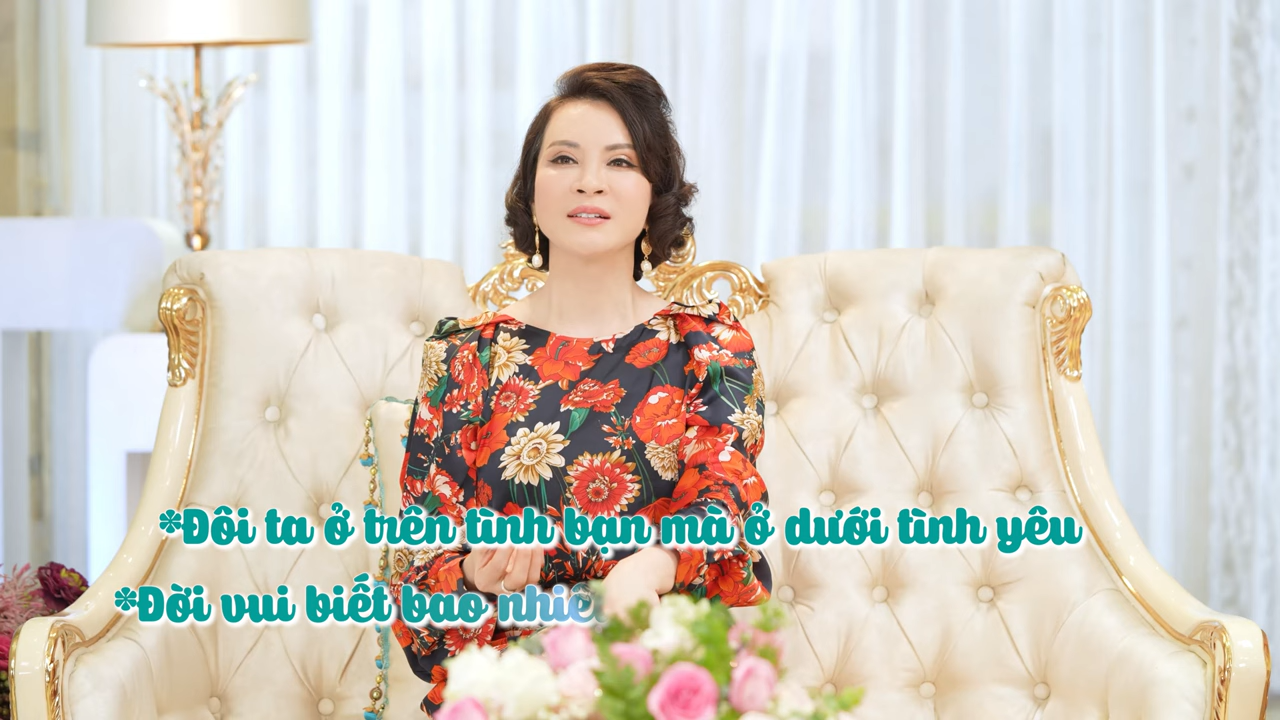 *Đôi ta ở trên tình bạn mà ở dưới tình yêu
*Đời vui biết bao